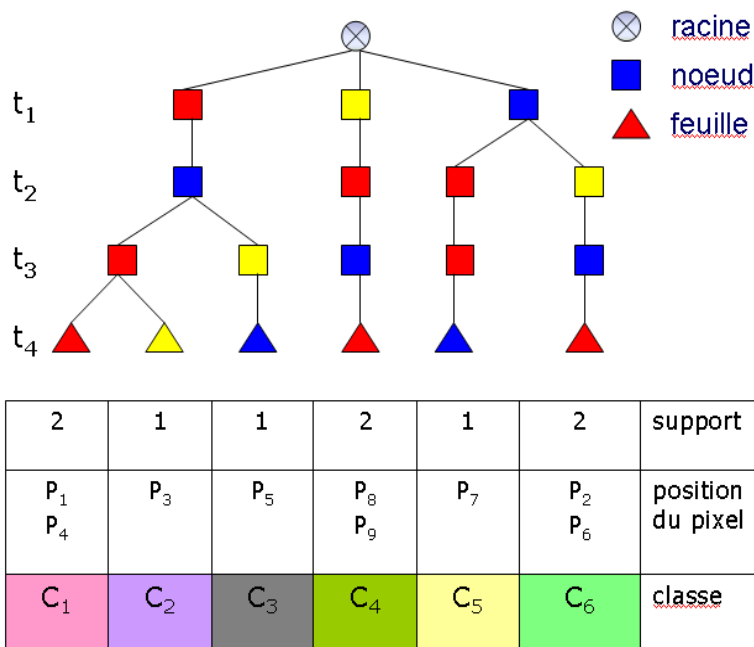 racine
noeud
feuille
t₁
t₂
t₃
t₄
2 1 1 2 1 2 support
P₁ P₃ P₅ P₈ P₇ P₂ position
P₄ P₉ P₆ du pixel
C₁ C₂ C₃ C₄ C₅ C₆ classe